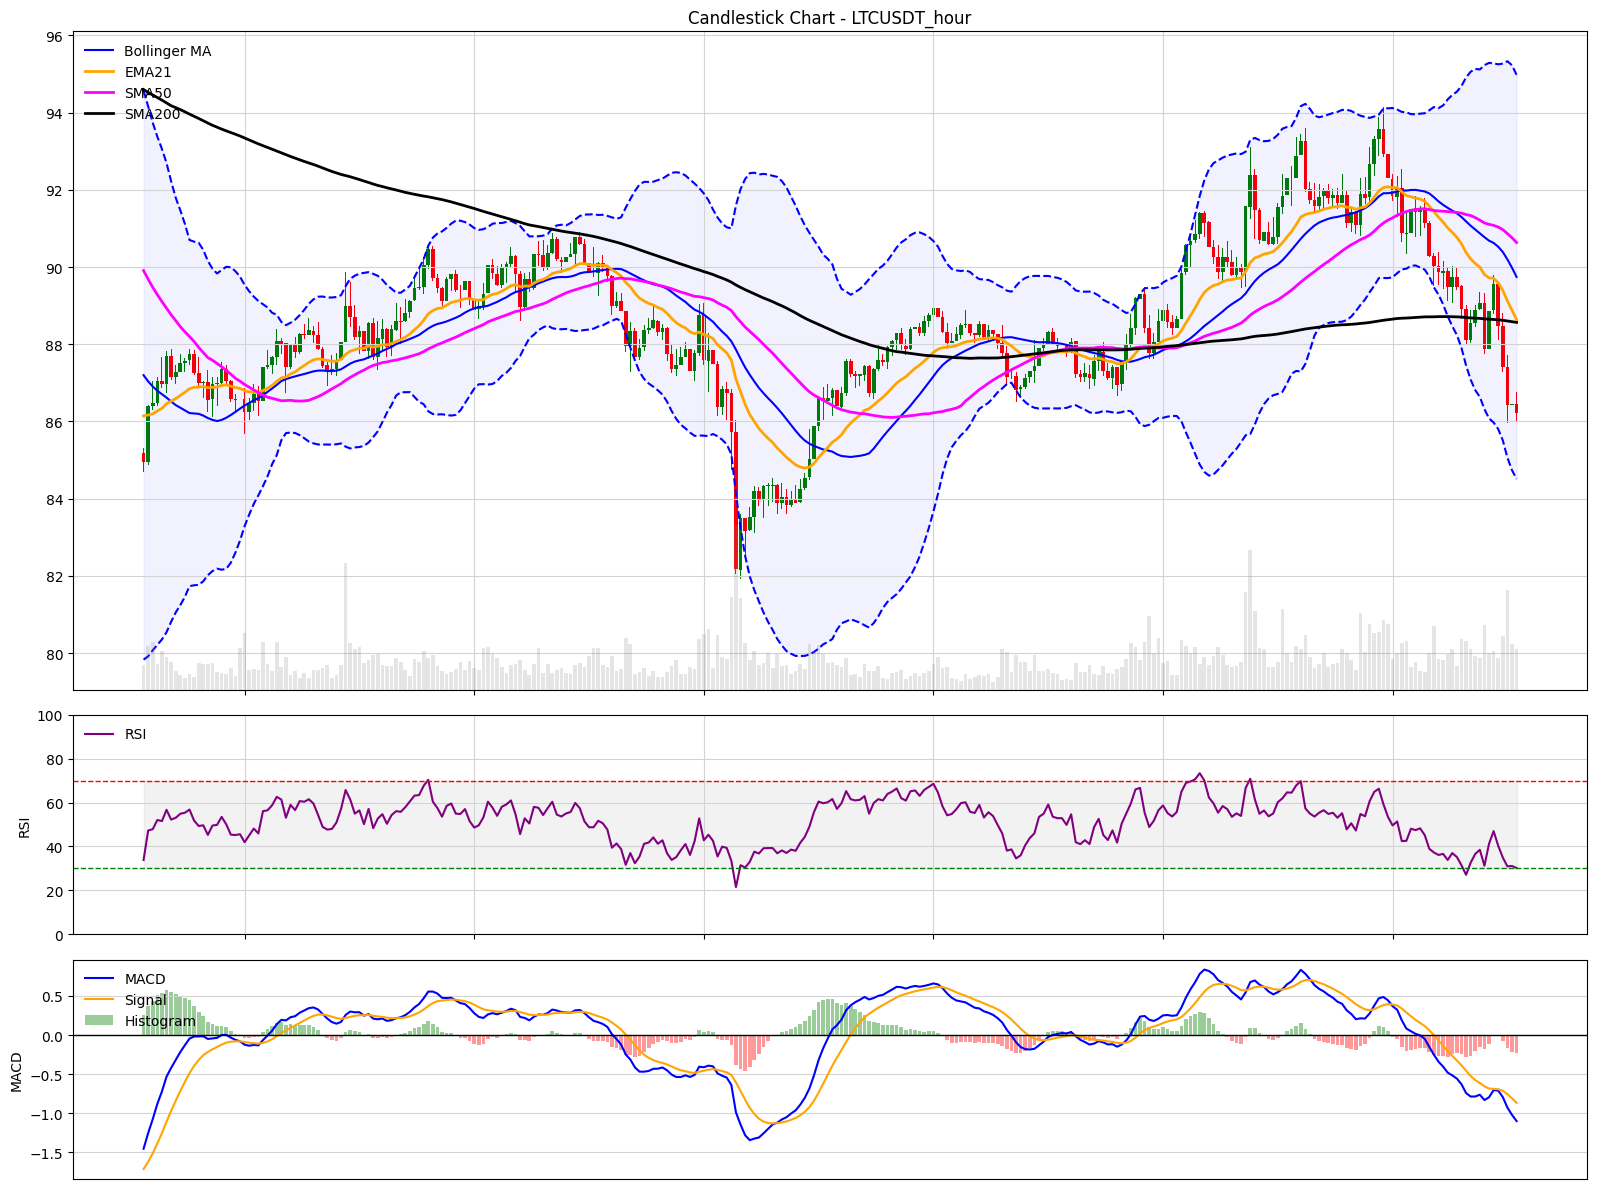 Candlestick Chart - LTCUSDT_hour
96
94
92
90
88
86
84
82
80
Bollinger MA
EMA21
SMA50
SMA200
100
80
60
40
20
0
RSI
RSI
0.5
0.0
−0.5
−1.0
−1.5
MACD
MACD
Signal
Histogram